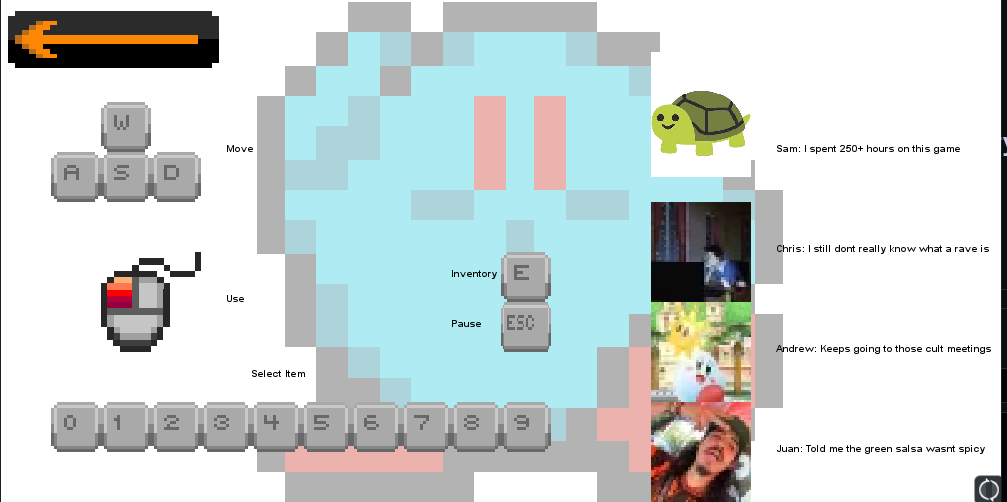 W
A S D
Move
Sam: I spent 250+ hours on this game
Chris: I still dont really know what a rave is
Inventory
E
Use
Pause
ESC
Andrew: Keeps going to those cult meetings
Select Item
0 1 2 3 4 5 6 7 8 9
Juan: Told me the green salsa wasnt spicy